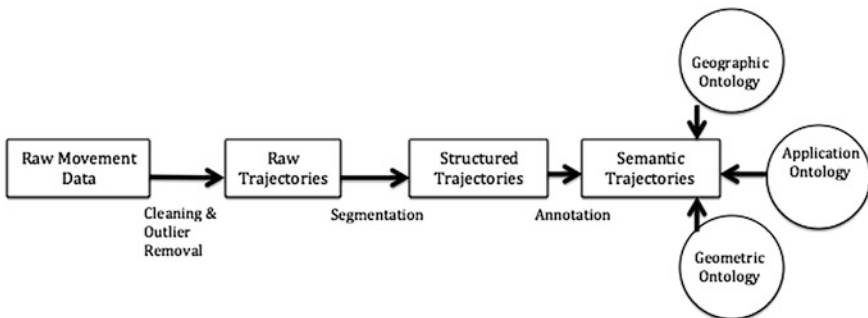 Geographic
Ontology
Raw Movement
Data
Raw
Trajectories
Structured
Trajectories
Semantic
Trajectories
Application
Ontology
Cleaning &
Outlier
Removal
Segmentation
Annotation
Geometric
Ontology